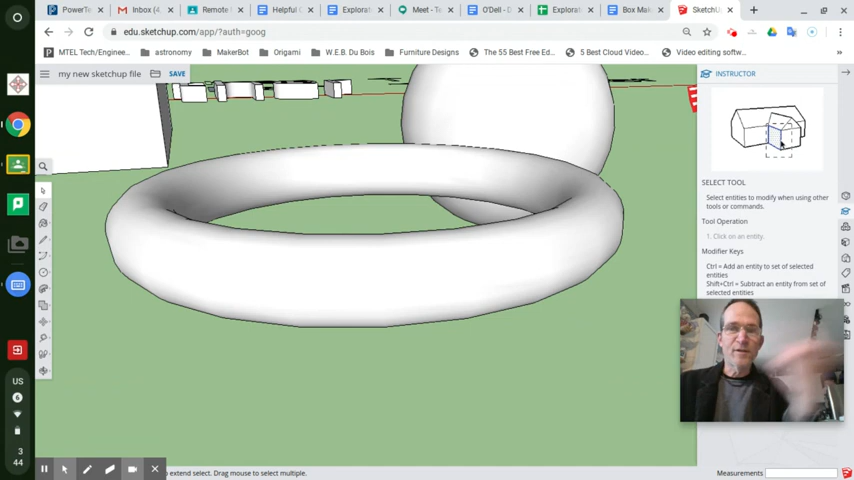 PowerTe
Inbox (4.
Remote
Helpful C
Explorat
Meet - T
O'Dell - D
Explorat
Box Mak
SketchUp
edu.sketchup.com/app/?auth=goog
MTEL Tech/Engine...
astronomy
MakerBot
Origami
W.E.B. Du Bois
Furniture Designs
The 55 Best Free Ed...
5 Best Cloud Video...
Video editing softw...
my new sketchup file
SAVE
INSTRUCTOR
SELECT TOOL
Select entities to modify when using other
tools or commands.
Tool Operation
1. Click on an entity.
Modifier Keys
Ctrl = Add an entity to set of selected
entities
Shift+Ctrl = Subtract an entity from set of
selected entities
US
6
3
44
o extend select. Drag mouse to select multiple.
Measurements